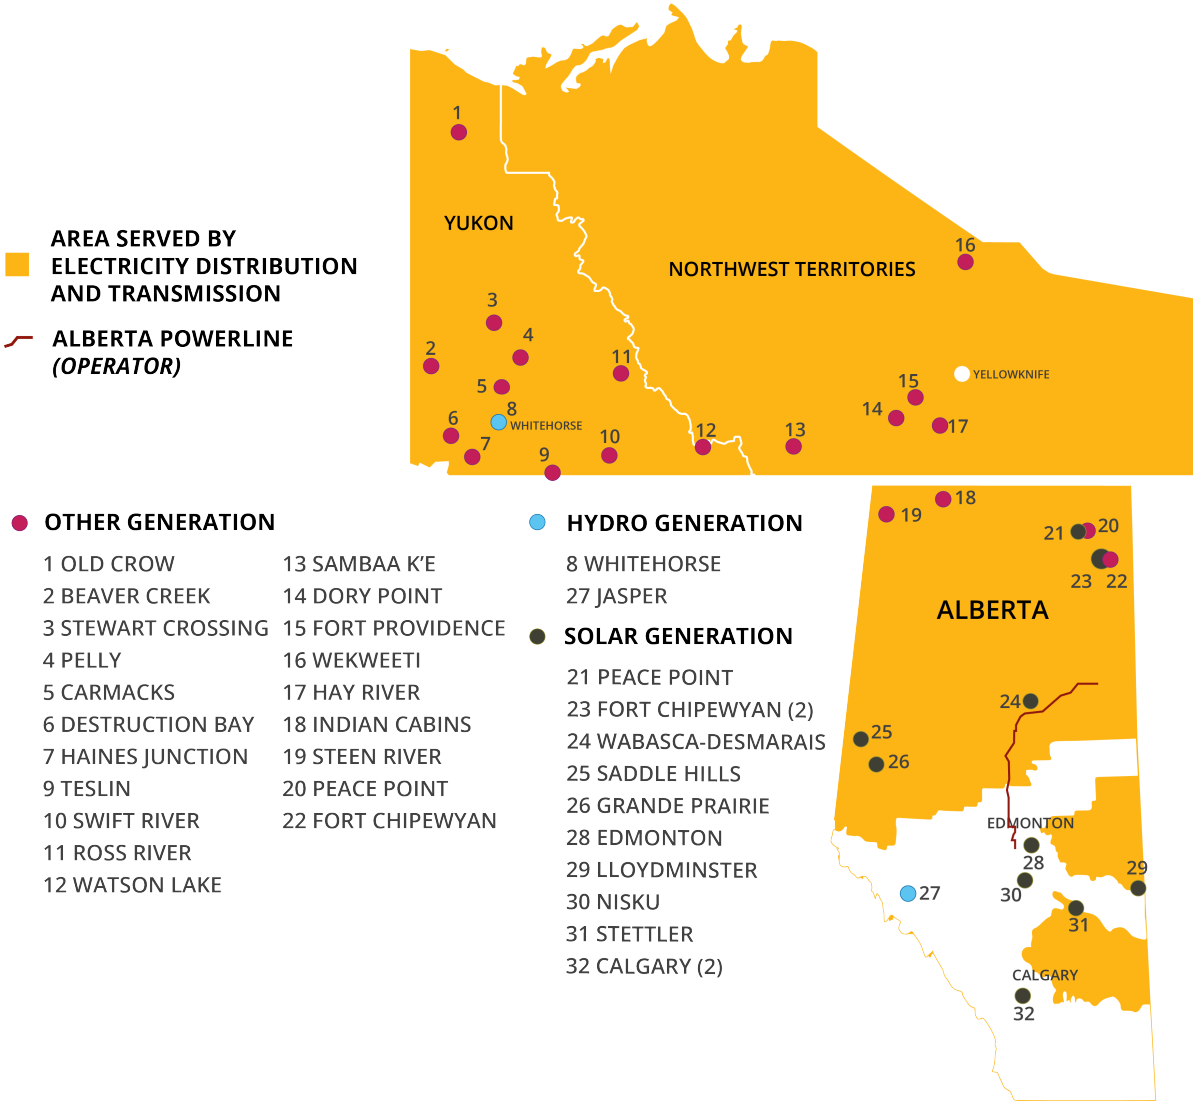 AREA SERVED BY
ELECTRICITY DISTRIBUTION
AND TRANSMISSION
ALBERTA POWERLINE
(OPERATOR)
1
YUKON
NORTHWEST TERRITORIES
16
3
4
2
11
5
YELLOWKNIFE
15
8
14
WHITEHORSE
6
17
12
13
10
7
9
OTHER GENERATION
1 OLD CROW
2 BEAVER CREEK
3 STEWART CROSSING
4 PELLY
5 CARMACKS
6 DESTRUCTION BAY
7 HAINES JUNCTION
9 TESLIN
10 SWIFT RIVER
11 ROSS RIVER
12 WATSON LAKE
13 SAMBAA K’E
14 DORY POINT
15 FORT PROVIDENCE
16 WEKWEETI
17 HAY RIVER
18 INDIAN CABINS
19 STEEN RIVER
20 PEACE POINT
22 FORT CHIPEWYAN
HYDRO GENERATION
8 WHITEHORSE
27 JASPER
SOLAR GENERATION
21 PEACE POINT
23 FORT CHIPEWYAN (2)
24 WABASCA-DESMARAIS
25 SADDLE HILLS
26 GRANDE PRAIRIE
28 EDMONTON
29 LLOYDMINSTER
30 NISKU
31 STETTLER
32 CALGARY (2)
18
19
20
21
23
22
ALBERTA
24
25
26
EDMONTON
28
29
30
27
31
CALGARY
32